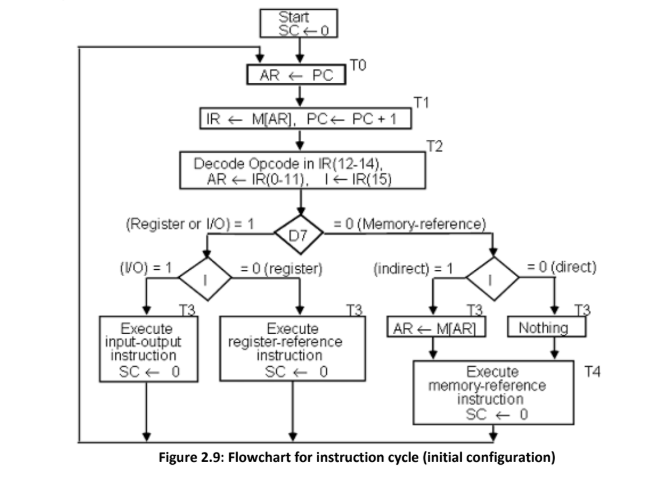 Start
SC ← 0
T0
AR ← PC
T1
IR ← M[AR], PC ← PC + 1
T2
Decode Opcode in IR(12-14),
AR ← IR(0-11), I ← IR(15)
(Register or I/O) = 1
D7
= 0 (Memory-reference)
(I/O) = 1
I
= 0 (register)
(indirect) = 1
I
= 0 (direct)
T3
Execute
input-output
instruction
SC ← 0
T3
Execute
register-reference
instruction
SC ← 0
T3
AR ← M[AR]
T3
Nothing
T4
Execute
memory-reference
instruction
SC ← 0
Figure 2.9: Flowchart for instruction cycle (initial configuration)